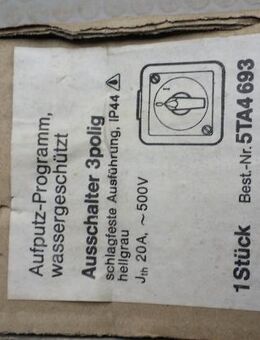 Aufputz-Programm,
wassergeschützt
Ausschalter 3polig
schlagfeste Ausführung, IP44
hellgrau
Jth 20A, ~500V
1 Stück Best.-Nr. 5TA4 693